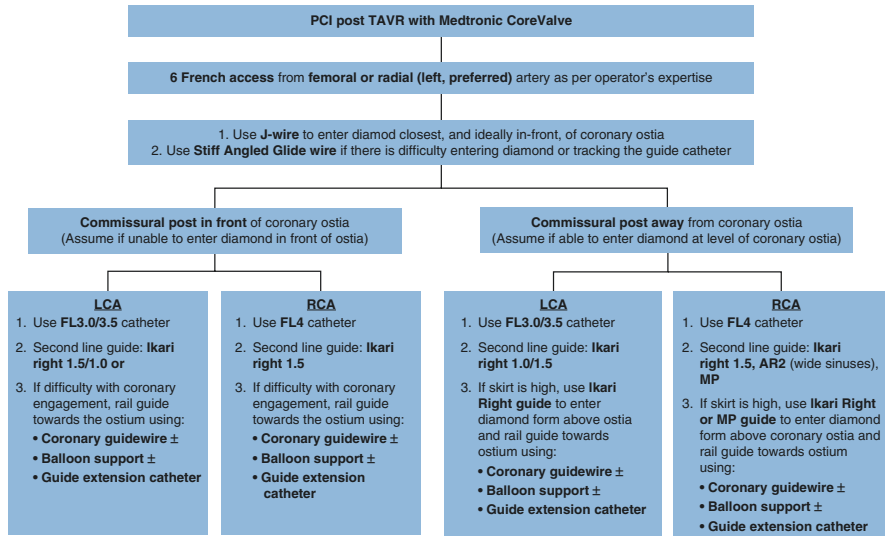 PCI post TAVR with Medtronic CoreValve
6 French access from femoral or radial (left, preferred) artery as per operator's expertise
1. Use J-wire to enter diamod closest, and ideally in-front, of coronary ostia
2. Use Stiff Angled Glide wire if there is difficulty entering diamond or tracking the guide catheter
Commissural post in front of coronary ostia
(Assume if unable to enter diamond in front of ostia)
Commissural post away from coronary ostia
(Assume if able to enter diamond at level of coronary ostia)
LCA
1. Use FL3.0/3.5 catheter
2. Second line guide: Ikari
right 1.5/1.0 or
3. If difficulty with coronary
engagement, rail guide
towards the ostium using:
• Coronary guidewire ±
• Balloon support ±
• Guide extension catheter
RCA
1. Use FL4 catheter
2. Second line guide: Ikari
right 1.5
3. If difficulty with coronary
engagement, rail guide
towards the ostium using:
• Coronary guidewire ±
• Balloon support ±
• Guide extension
catheter
LCA
1. Use FL3.0/3.5 catheter
2. Second line guide: Ikari
right 1.0/1.5
3. If skirt is high, use Ikari
Right guide to enter
diamond form above ostia
and rail guide towards
ostium using:
• Coronary guidewire ±
• Balloon support ±
• Guide extension catheter
RCA
1. Use FL4 catheter
2. Second line guide: Ikari
right 1.5, AR2 (wide sinuses),
MP
3. If skirt is high, use Ikari Right
or MP guide to enter diamond
form above coronary ostia and
rail guide towards ostium
using:
• Coronary guidewire ±
• Balloon support ±
• Guide extension catheter